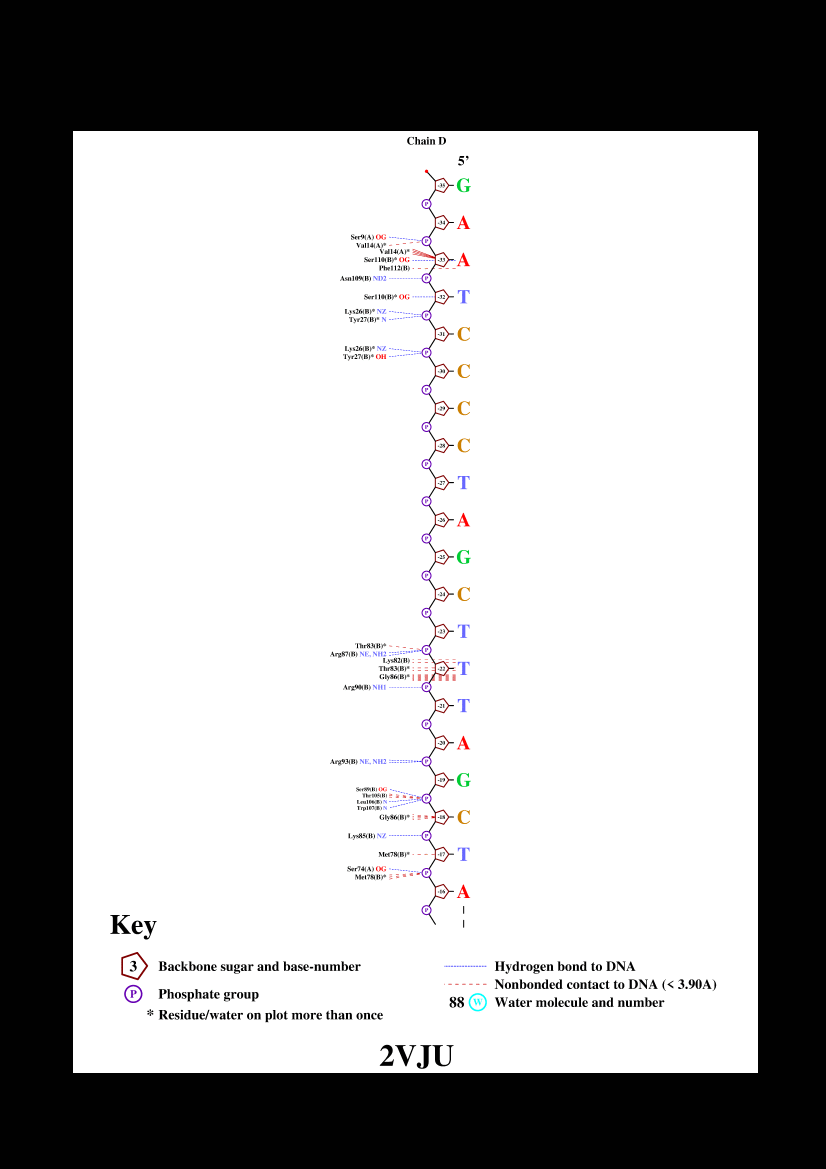 Chain D
5'
-35 G
P
-34 A
Ser9(A) OG
P
Val14(A)*
Val14(A)*
Ser110(B)* OG -33 A
Phe112(B)
Asn109(B) ND2 P
Ser110(B)* OG -32 T
Lys26(B)* NZ
P
Tyr27(B)* N
-31 C
Lys26(B)* NZ
P
Tyr27(B)* OH
-30 C
P
-29 C
P
-28 C
P
-27 T
P
-26 A
P
-25 G
P
-24 C
P
-23 T
Thr83(B)*
P
Arg87(B) NE, NH2
Lys82(B)
Thr83(B)* -22 T
Gly86(B)*
Arg90(B) NH1 P
-21 T
P
-20 A
Arg93(B) NE, NH2 P
-19 G
Ser89(B) OG
Thr105(B)
P
Leu106(B) N
Trp107(B) N
Gly86(B)* -18 C
Lys85(B) NZ P
Met78(B)* -17 T
Ser74(A) OG
P
Met78(B)*
-16 A
P
Key
3 Backbone sugar and base-number
P Phosphate group
* Residue/water on plot more than once
Hydrogen bond to DNA
Nonbonded contact to DNA (< 3.90A)
88 W Water molecule and number
2VJU